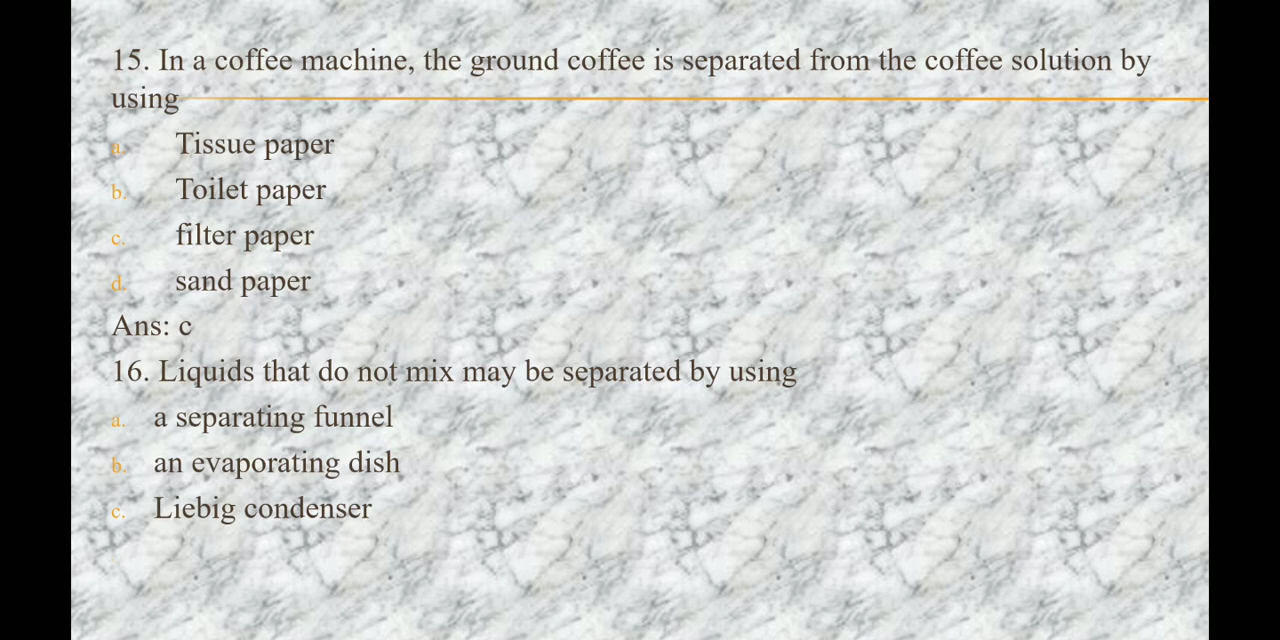 15. In a coffee machine, the ground coffee is separated from the coffee solution by
using
a. Tissue paper
b. Toilet paper
c. filter paper
d. sand paper
Ans: c
16. Liquids that do not mix may be separated by using
a. a separating funnel
b. an evaporating dish
c. Liebig condenser